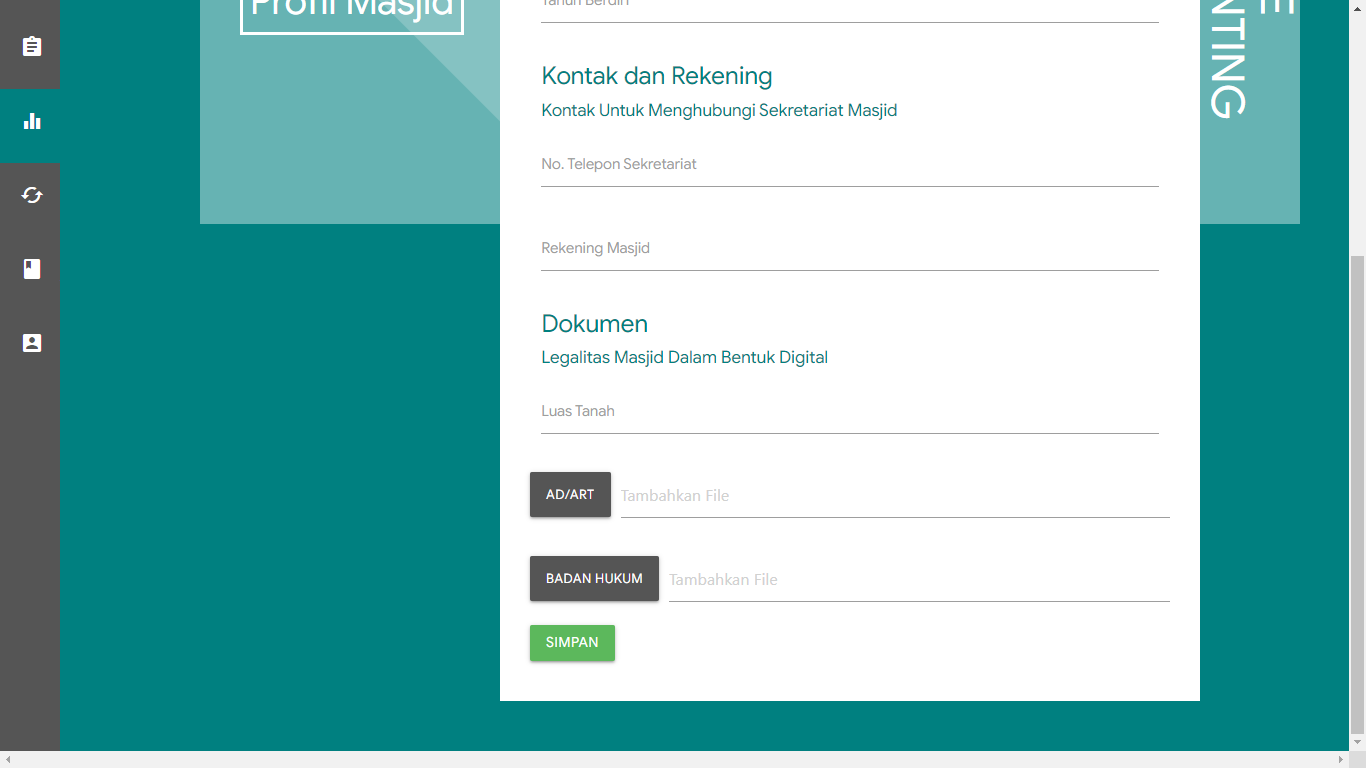 Profil Masjid
Tahun Berdiri
Kontak dan Rekening
Kontak Untuk Menghubungi Sekretariat Masjid
No. Telepon Sekretariat
Rekening Masjid
Dokumen
Legalitas Masjid Dalam Bentuk Digital
Luas Tanah
AD/ART
Tambahkan File
BADAN HUKUM
Tambahkan File
SIMPAN